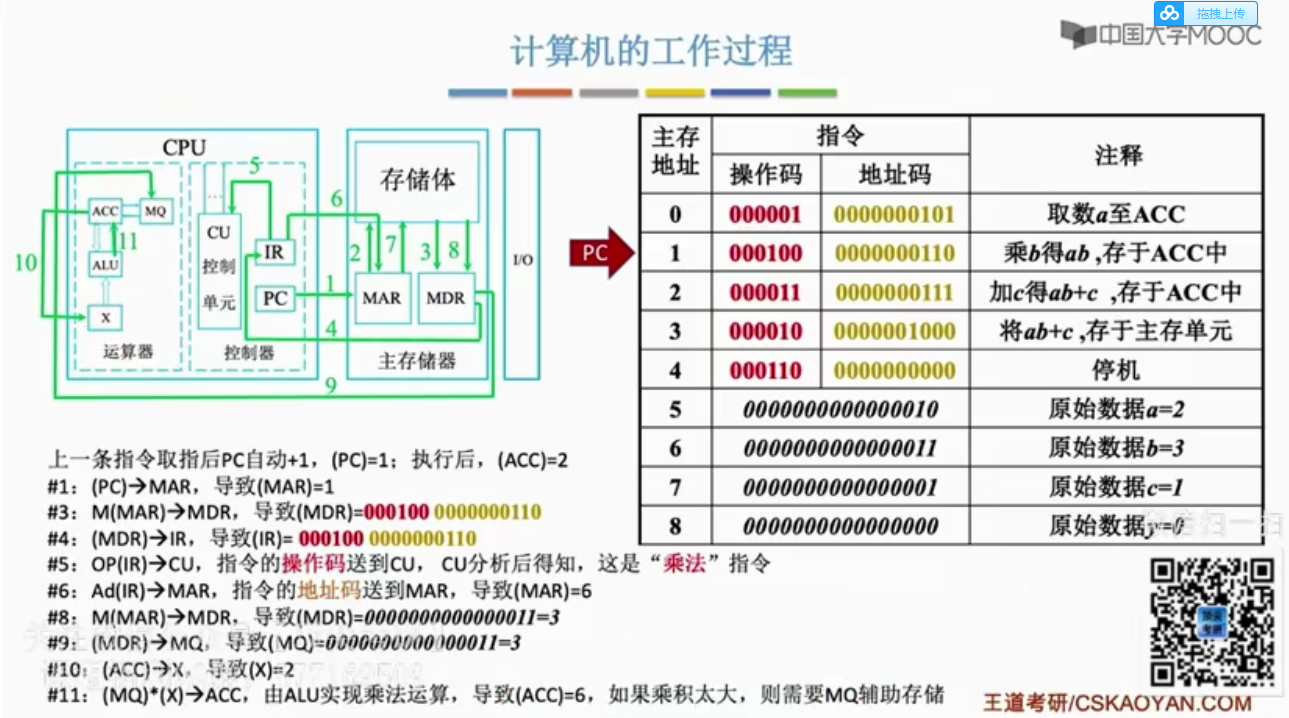 拖拽上传
中国大学MOOC
计算机的工作过程
CPU
5
ACC
MQ
11
ALU
X
运算器
10
...
CU
控制
单元
IR
PC
控制器
6
存储体
2
7
3
8
1
MAR
MDR
4
主存储器
9
I/O
PC
主存地址 指令 注释
操作码 地址码
0 000001 0000000101 取数a至ACC
1 000100 0000000110 乘b得ab ,存于ACC中
2 000011 0000000111 加c得ab+c ,存于ACC中
3 000010 0000001000 将ab+c ,存于主存单元
4 000110 0000000000 停机
5 0000000000000010 原始数据a=2
6 0000000000000011 原始数据b=3
7 0000000000000001 原始数据c=1
8 0000000000000000 原始数据y=0
上一条指令取指后PC自动+1，(PC)=1；执行后，(ACC)=2
#1：(PC)→MAR，导致(MAR)=1
#3：M(MAR)→MDR，导致(MDR)=000100 0000000110
#4：(MDR)→IR，导致(IR)= 000100 0000000110
#5：OP(IR)→CU，指令的操作码送到CU， CU分析后得知，这是“乘法”指令
#6：Ad(IR)→MAR，指令的地址码送到MAR，导致(MAR)=6
#8：M(MAR)→MDR，导致(MDR)=0000000000000011=3
#9：(MDR)→MQ，导致(MQ)=0000000000000011=3
#10：(ACC)→X，导致(X)=2
#11：(MQ)*(X)→ACC，由ALU实现乘法运算，导致(ACC)=6，如果乘积太大，则需要MQ辅助存储
王道考研/CSKAOYAN.COM